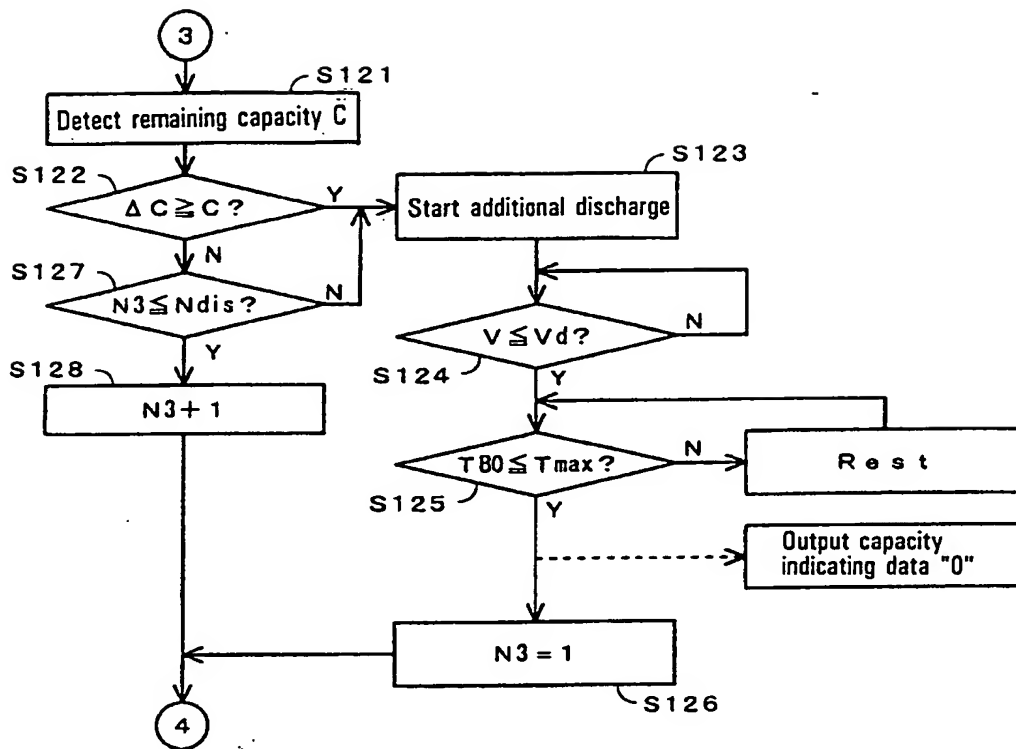 3
S121
Detect remaining capacity C
S122
ΔC≧C?
Y
N
S123
Start additional discharge
S127
N3≦Ndis?
N
Y
V≦Vd?
N
S124
Y
S128
N3+1
T80≦Tmax?
N
S125
Y
Rest
Output capacity
indicating data "0"
N3=1
S126
4